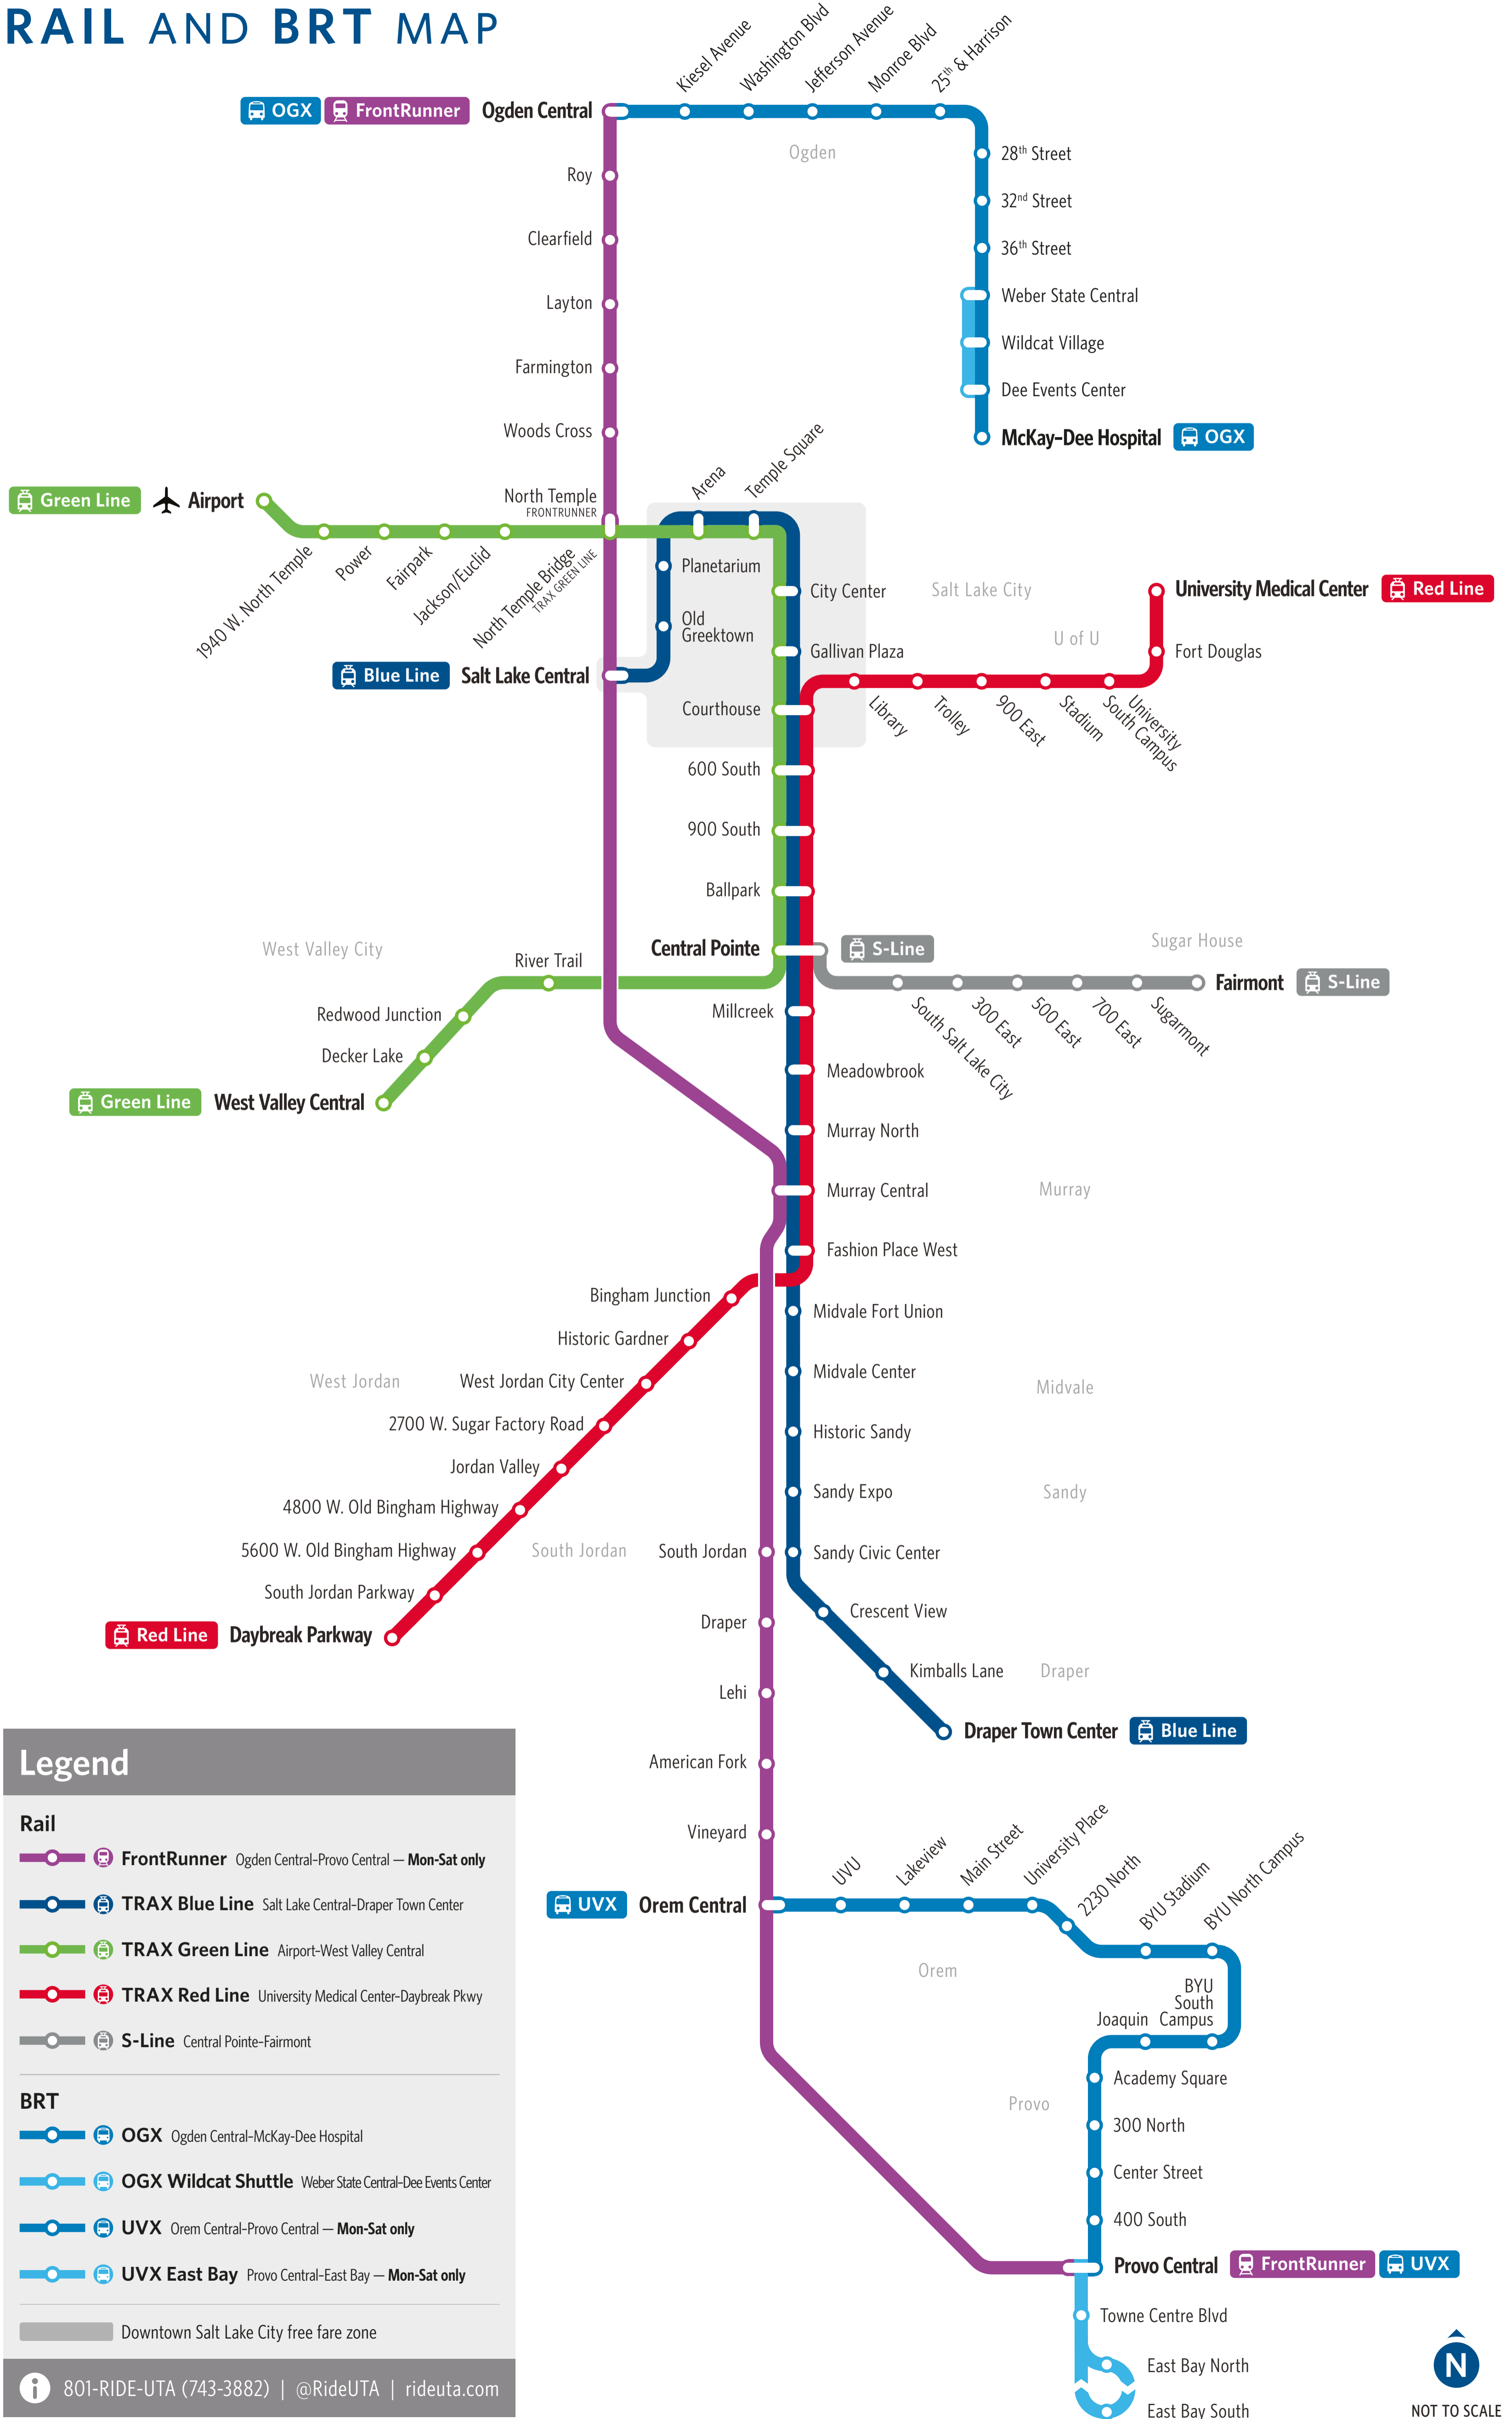 RAIL AND BRT MAP
Kiesel Avenue
Washington Blvd
Jefferson Avenue
Monroe Blvd
25th & Harrison
OGX
FrontRunner
Ogden Central
Ogden
28th Street
32nd Street
36th Street
Weber State Central
Wildcat Village
Dee Events Center
McKay-Dee Hospital
OGX
Roy
Clearfield
Layton
Farmington
Woods Cross
North Temple
FRONTRUNNER
Arena
Temple Square
Green Line
Airport
1940 W. North Temple
Power
Fairpark
Jackson/Euclid
North Temple Bridge
TRAX GREEN LINE
Planetarium
Old
Greektown
Blue Line
Salt Lake Central
City Center
Gallivan Plaza
Salt Lake City
U of U
University Medical Center
Red Line
Fort Douglas
Library
Trolley
900 East
Stadium
University
South Campus
Courthouse
600 South
900 South
Ballpark
Central Pointe
S-Line
Sugar House
Fairmont
S-Line
South Salt Lake City
300 East
500 East
700 East
Sugarmont
West Valley City
River Trail
Redwood Junction
Decker Lake
Green Line
West Valley Central
Millcreek
Meadowbrook
Murray North
Murray Central
Murray
Fashion Place West
Bingham Junction
Historic Gardner
West Jordan
West Jordan City Center
2700 W. Sugar Factory Road
Jordan Valley
4800 W. Old Bingham Highway
5600 W. Old Bingham Highway
South Jordan Parkway
Red Line
Daybreak Parkway
Midvale Fort Union
Midvale Center
Midvale
Historic Sandy
Sandy Expo
Sandy
South Jordan
South Jordan
Sandy Civic Center
Crescent View
Kimballs Lane
Draper
Draper Town Center
Blue Line
Draper
Lehi
American Fork
Vineyard
UVX
Orem Central
UVU
Lakeview
Main Street
University Place
2230 North
BYU Stadium
BYU North Campus
Orem
BYU
South
Campus
Joaquin
Academy Square
300 North
Center Street
400 South
Provo
Provo Central
FrontRunner
UVX
Towne Centre Blvd
East Bay North
East Bay South
Legend
Rail
FrontRunner Ogden Central-Provo Central — Mon-Sat only
TRAX Blue Line Salt Lake Central-Draper Town Center
TRAX Green Line Airport-West Valley Central
TRAX Red Line University Medical Center-Daybreak Pkwy
S-Line Central Pointe-Fairmont
BRT
OGX Ogden Central-McKay-Dee Hospital
OGX Wildcat Shuttle Weber State Central-Dee Events Center
UVX Orem Central-Provo Central — Mon-Sat only
UVX East Bay Provo Central-East Bay — Mon-Sat only
Downtown Salt Lake City free fare zone
801-RIDE-UTA (743-3882) | @RideUTA | rideuta.com
N
NOT TO SCALE